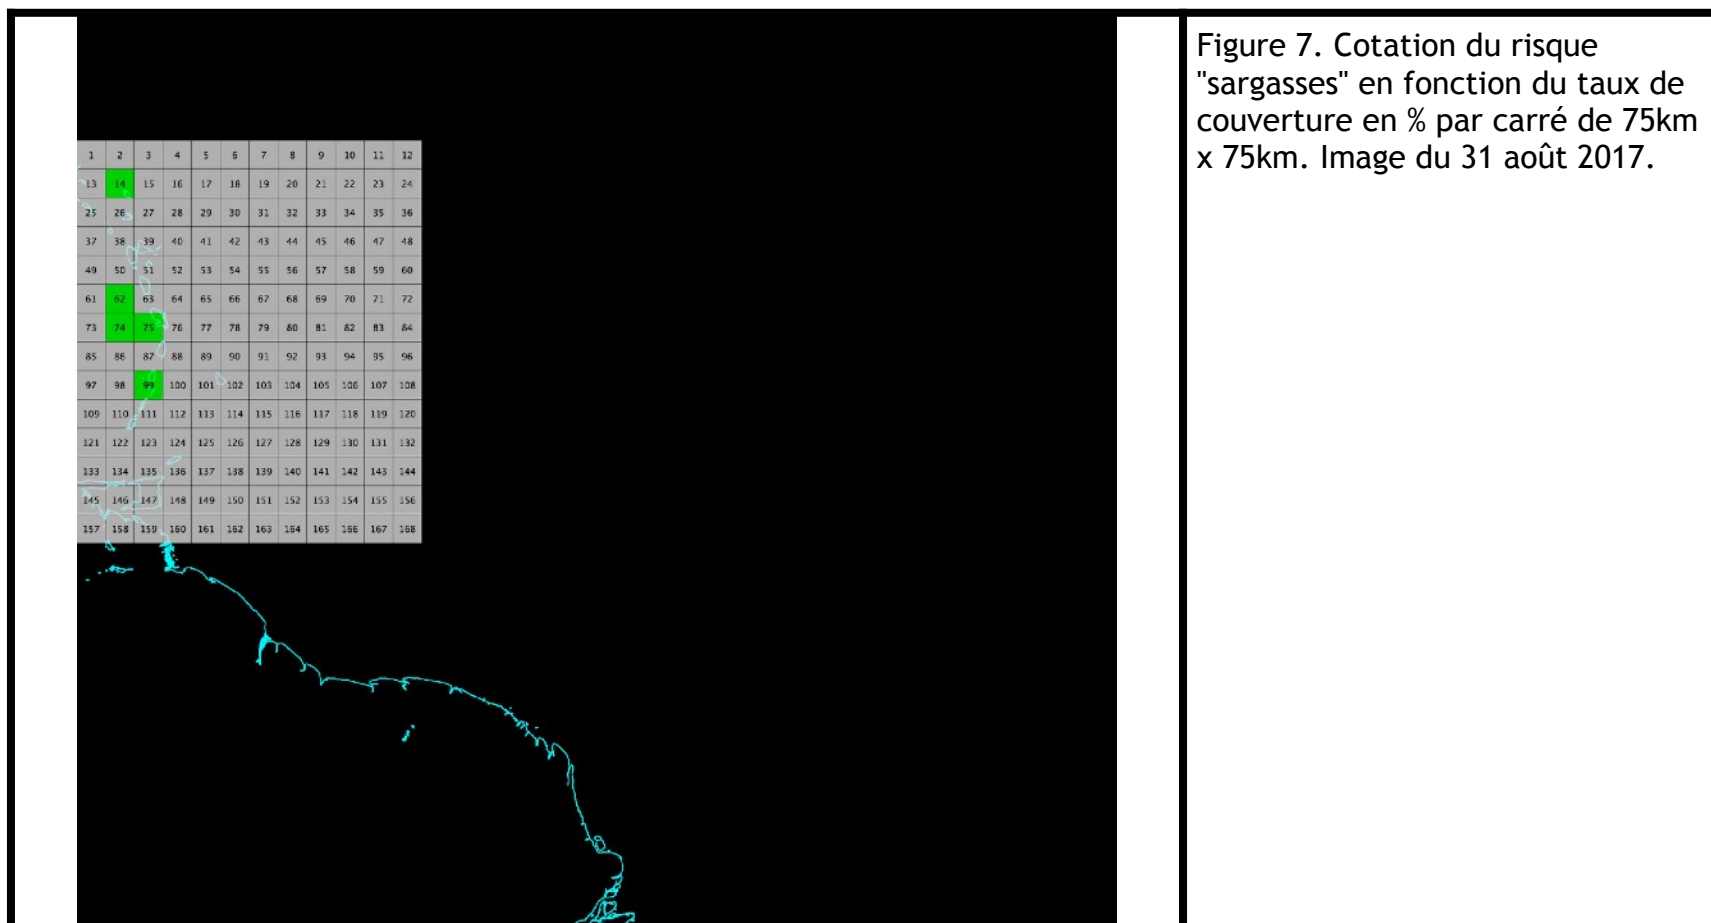 1 2 3 4 5 6 7 8 9 10 11 12
13 14 15 16 17 18 19 20 21 22 23 24
25 26 27 28 29 30 31 32 33 34 35 36
37 38 39 40 41 42 43 44 45 46 47 48
49 50 51 52 53 54 55 56 57 58 59 60
61 62 63 64 65 66 67 68 69 70 71 72
73 74 75 76 77 78 79 80 81 82 83 84
85 86 87 88 89 90 91 92 93 94 95 96
97 98 99 100 101 102 103 104 105 106 107 108
109 110 111 112 113 114 115 116 117 118 119 120
121 122 123 124 125 126 127 128 129 130 131 132
133 134 135 136 137 138 139 140 141 142 143 144
145 146 147 148 149 150 151 152 153 154 155 156
157 158 159 160 161 162 163 164 165 166 167 168
Figure 7. Cotation du risque
"sargasses" en fonction du taux de
couverture en % par carré de 75km
x 75km. Image du 31 août 2017.